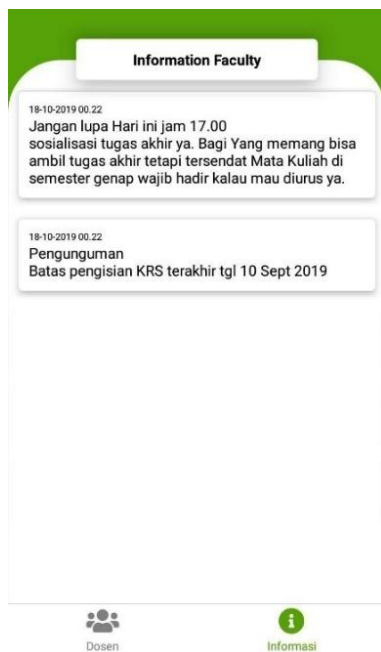 Information Faculty
18-10-2019 00.22
Jangan lupa Hari ini jam 17.00
sosialisasi tugas akhir ya. Bagi Yang memang bisa
ambil tugas akhir tetapi tersendat Mata Kuliah di
semester genap wajib hadir kalau mau diurus ya.
18-10-2019 00.22
Pengunguman
Batas pengisian KRS terakhir tgl 10 Sept 2019
Dosen
Informasi